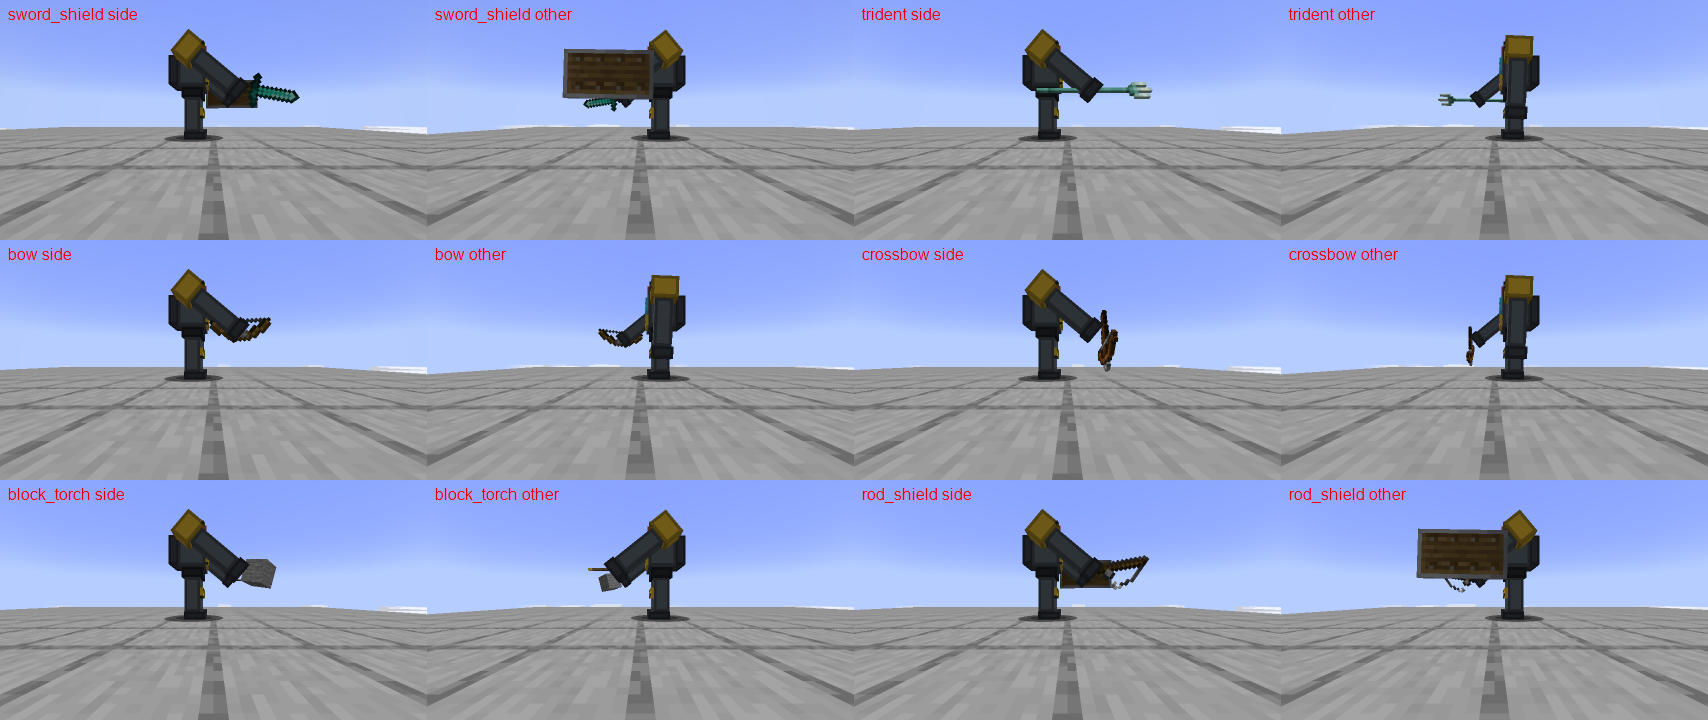 sword_shield side
sword_shield other
trident side
trident other
bow side
bow other
crossbow side
crossbow other
block_torch side
block_torch other
rod_shield side
rod_shield other